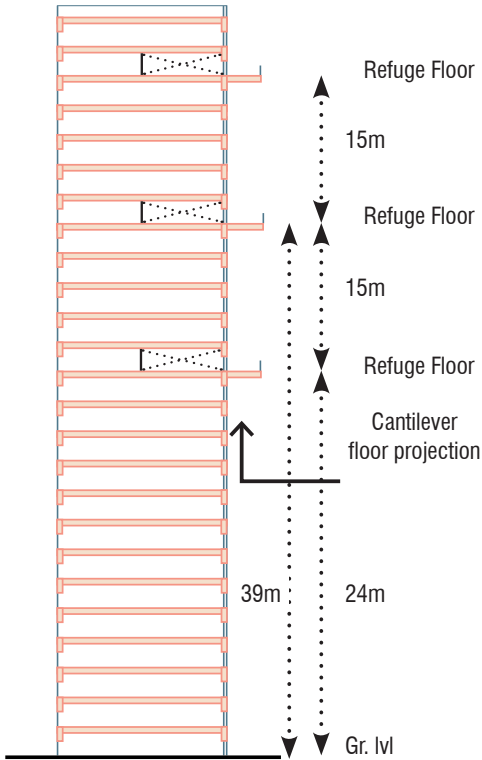 Refuge Floor
15m
Refuge Floor
15m
Refuge Floor
Cantilever
floor projection
39m
24m
Gr. lvl